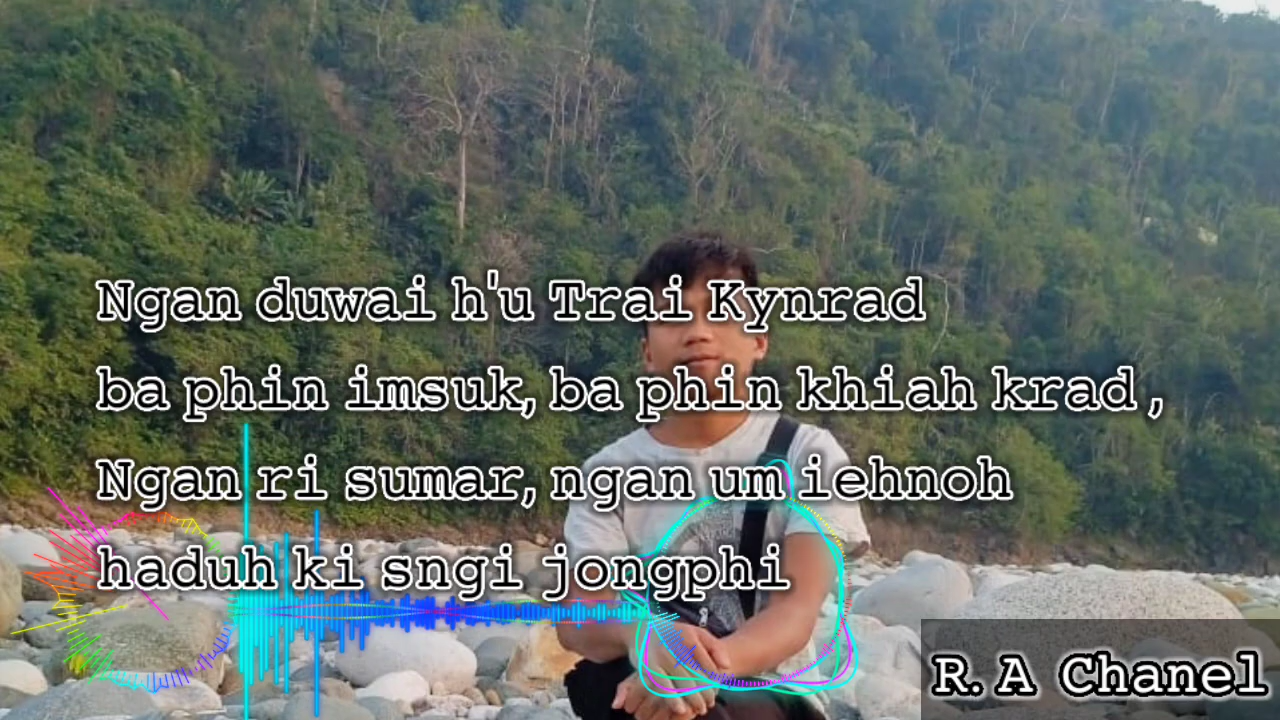 Ngan duwai h'u Trai Kynrad
ba phin imsuk, ba phin khiah krad ,
Ngan ri sumar, ngan um iehnoh
haduh ki sngi jongphi
R. A Chanel